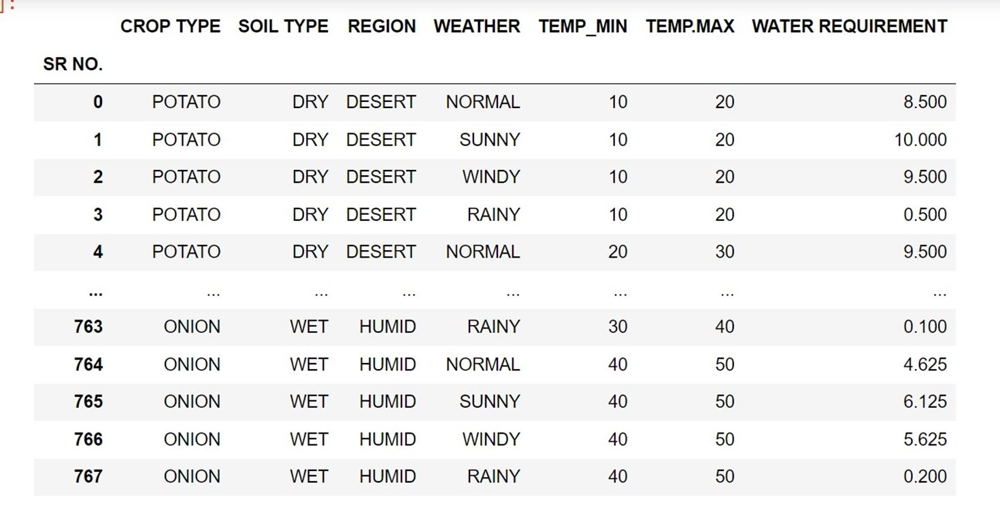 ]:
CROP TYPE SOIL TYPE REGION WEATHER TEMP_MIN TEMP.MAX WATER REQUIREMENT
SR NO.
0 POTATO DRY DESERT NORMAL 10 20 8.500
1 POTATO DRY DESERT SUNNY 10 20 10.000
2 POTATO DRY DESERT WINDY 10 20 9.500
3 POTATO DRY DESERT RAINY 10 20 0.500
4 POTATO DRY DESERT NORMAL 20 30 9.500
... ... ... ... ... ... ... ...
763 ONION WET HUMID RAINY 30 40 0.100
764 ONION WET HUMID NORMAL 40 50 4.625
765 ONION WET HUMID SUNNY 40 50 6.125
766 ONION WET HUMID WINDY 40 50 5.625
767 ONION WET HUMID RAINY 40 50 0.200